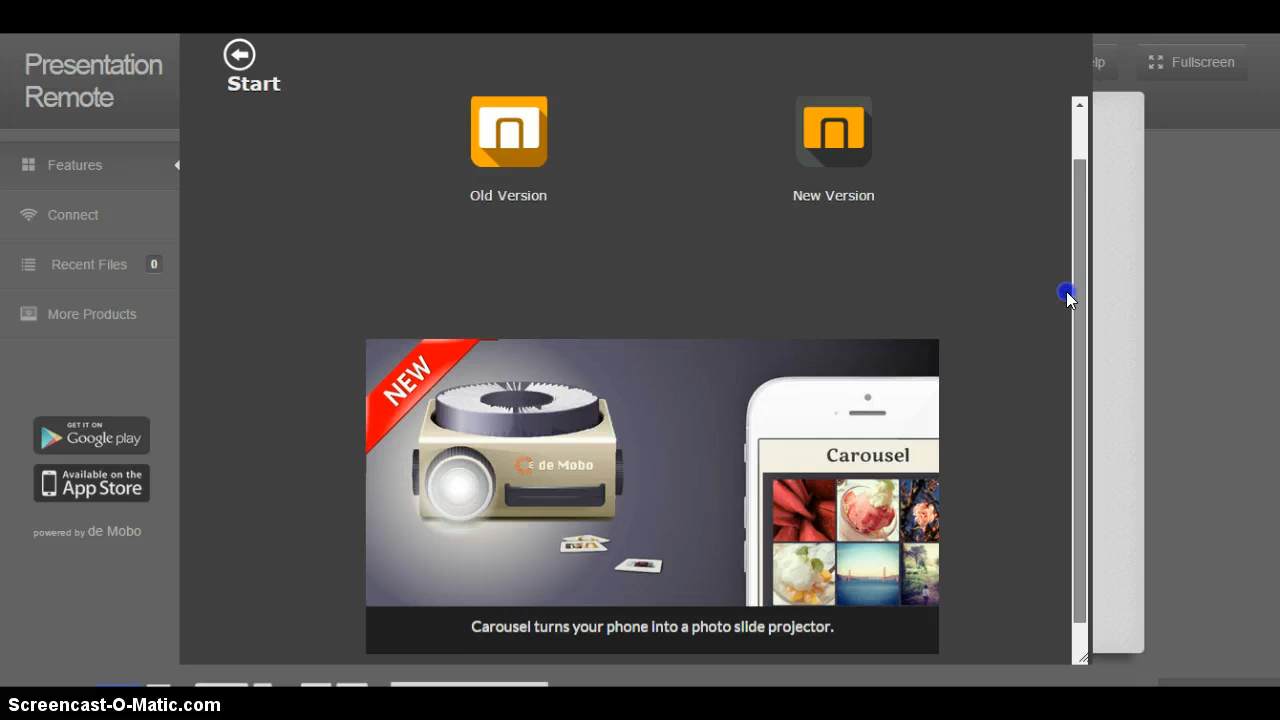 Presentation
Remote
Start
lp
Fullscreen
Features
Connect
Recent Files 0
More Products
Old Version
New Version
NEW
de Mobo
Carousel
Carousel turns your phone into a photo slide projector.
GET IT ON
Google play
Available on the
App Store
powered by de Mobo
Screencast-O-Matic.com